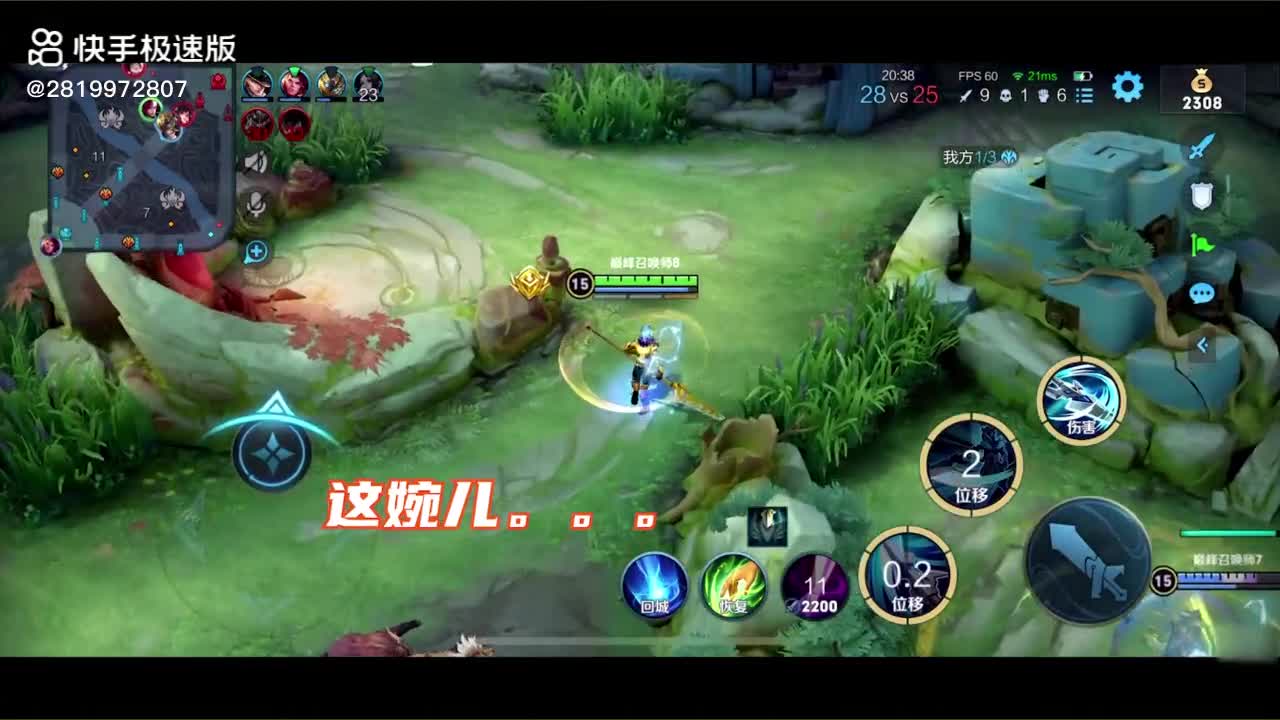 快手极速版
@2819972807
23
20:38
28 VS 25
FPS 60
21ms
9 1 6
2308
我方1/3
11
7
巅峰召唤师8
15
伤害
2
位移
这婉儿。。。
0.2
位移
回城
恢复
11
2200
巅峰召唤师7
15